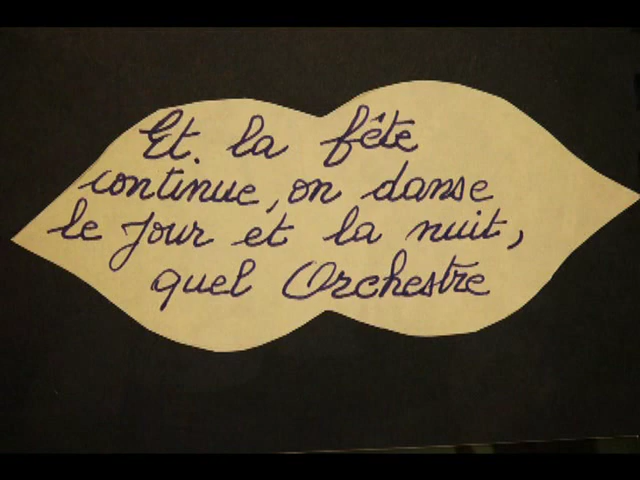 Et. la fête
continue, on danse
le Jour et la nuit,
quel Orchestre